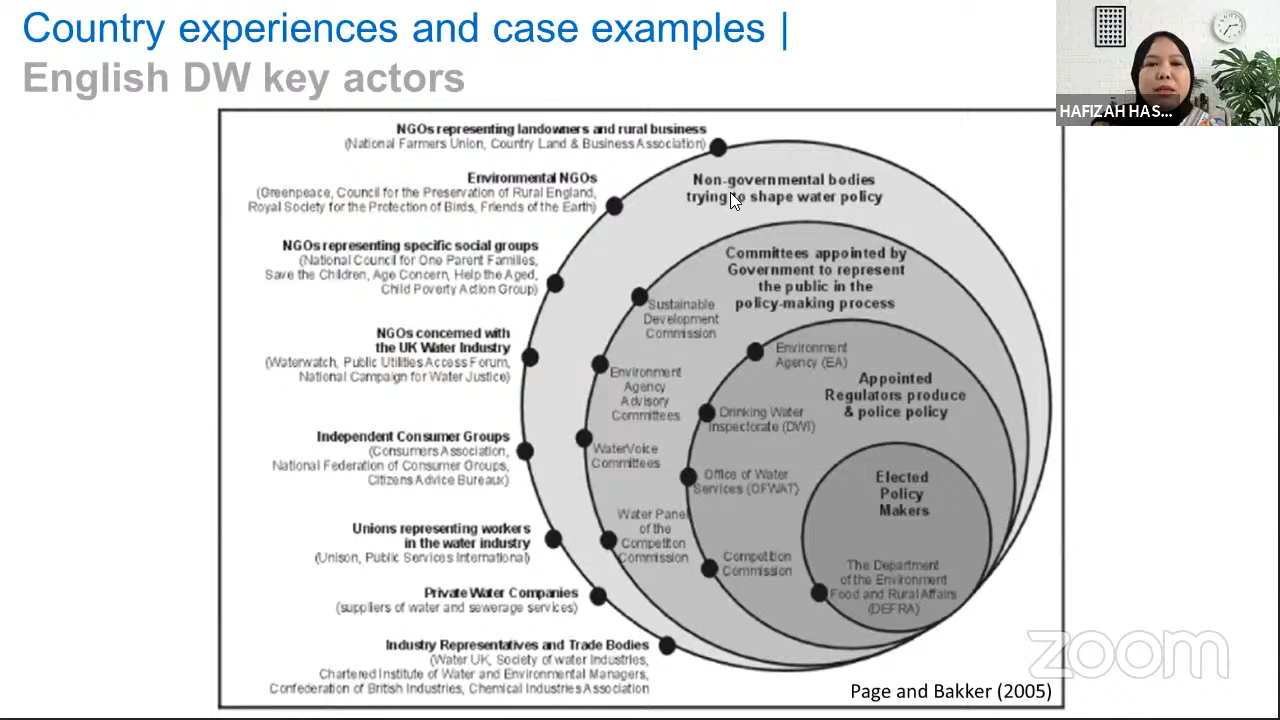 Country experiences and case examples |
English DW key actors
HAFIZAH HAS...
NGOs representing landowners and rural business
(National Farmers Union, Country Land & Business Association)
Environmental NGOs
(Greenpeace, Council for the Preservation of Rural England,
Royal Society for the Protection of Birds, Friends of the Earth)
NGOs representing specific social groups
(National Council for One Parent Families,
Save the Children, Age Concern, Help the Aged,
Child Poverty Action Group)
NGOs concerned with
the UK Water Industry
(Waterwatch, Public Utilities Access Forum,
National Campaign for Water Justice)
Independent Consumer Groups
(Consumers Association,
National Federation of Consumer Groups,
Citizens Advice Bureaux)
Unions representing workers
in the water industry
(Unison, Public Services International)
Private Water Companies
(suppliers of water and sewerage services)
Industry Representatives and Trade Bodies
(Water UK, Society of water Industries,
Chartered Institute of Water and Environmental Managers,
Confederation of British Industries, Chemical Industries Association
Non-governmental bodies
trying to shape water policy
Committees appointed by
Government to represent
the public in the
policy-making process
Sustainable
Development
Commission
Environment
Agency
Advisory
Committees
WaterVoice
Committees
Water Panel
of the
Competiton
Commission
Environment
Agency (EA)
Appointed
Regulators produce
& police policy
Drinking Water
Inspectorate (DWI)
Office of Water
Services (OFWAT)
Competition
Commission
Elected
Policy
Makers
The Department
of the Environment
Food and Rural Affairs
(DEFRA)
Page and Bakker (2005)
zoom